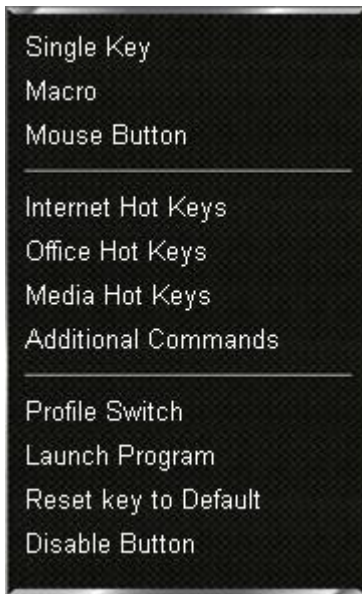 Single Key
Macro
Mouse Button
Internet Hot Keys
Office Hot Keys
Media Hot Keys
Additional Commands
Profile Switch
Launch Program
Reset key to Default
Disable Button